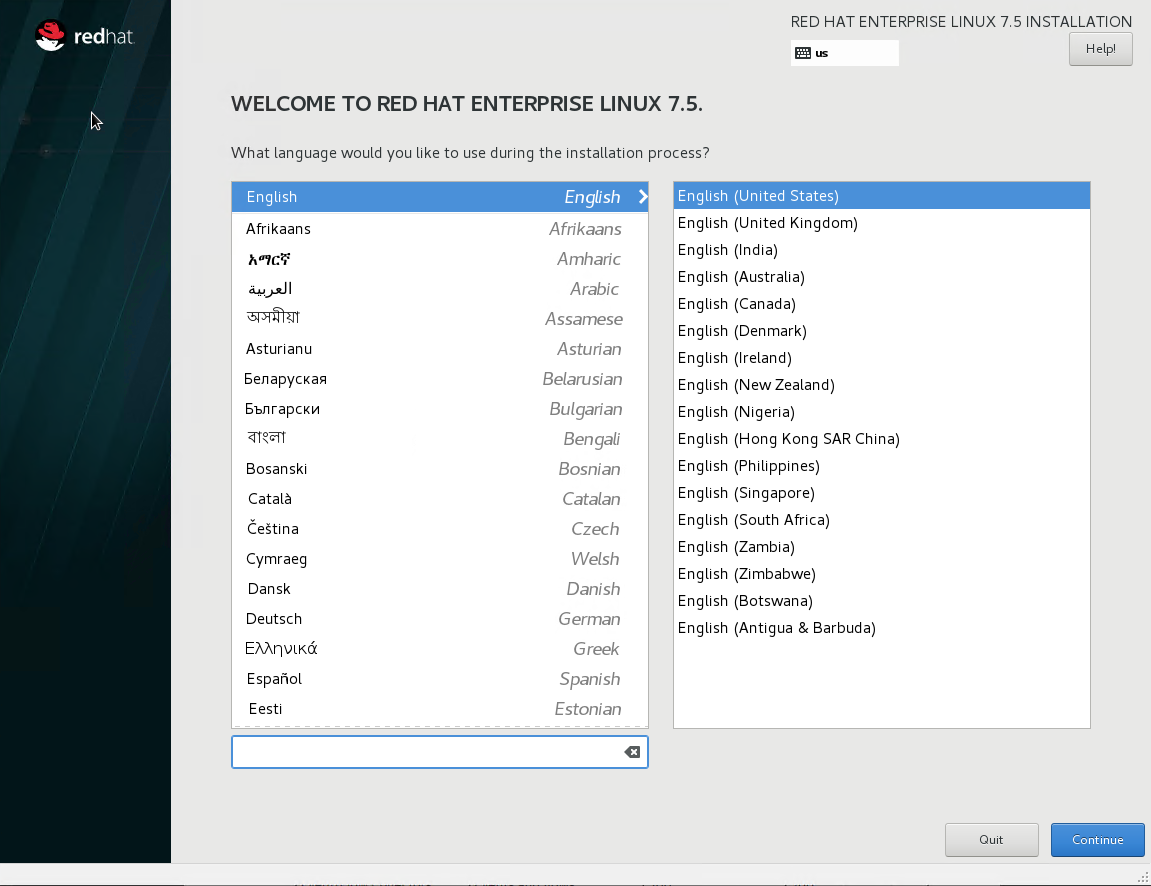 redhat.
RED HAT ENTERPRISE LINUX 7.5 INSTALLATION
us
Help!
WELCOME TO RED HAT ENTERPRISE LINUX 7.5.
What language would you like to use during the installation process?
English English
Afrikaans Afrikaans
አማርኛ Amharic
العربية Arabic
অসমীয়া Assamese
Asturianu Asturian
Беларуская Belarusian
Български Bulgarian
বাংলা Bengali
Bosanski Bosnian
Català Catalan
Čeština Czech
Cymraeg Welsh
Dansk Danish
Deutsch German
Ελληνικά Greek
Español Spanish
Eesti Estonian
English (United States)
English (United Kingdom)
English (India)
English (Australia)
English (Canada)
English (Denmark)
English (Ireland)
English (New Zealand)
English (Nigeria)
English (Hong Kong SAR China)
English (Philippines)
English (Singapore)
English (South Africa)
English (Zambia)
English (Zimbabwe)
English (Botswana)
English (Antigua & Barbuda)
Quit
Continue